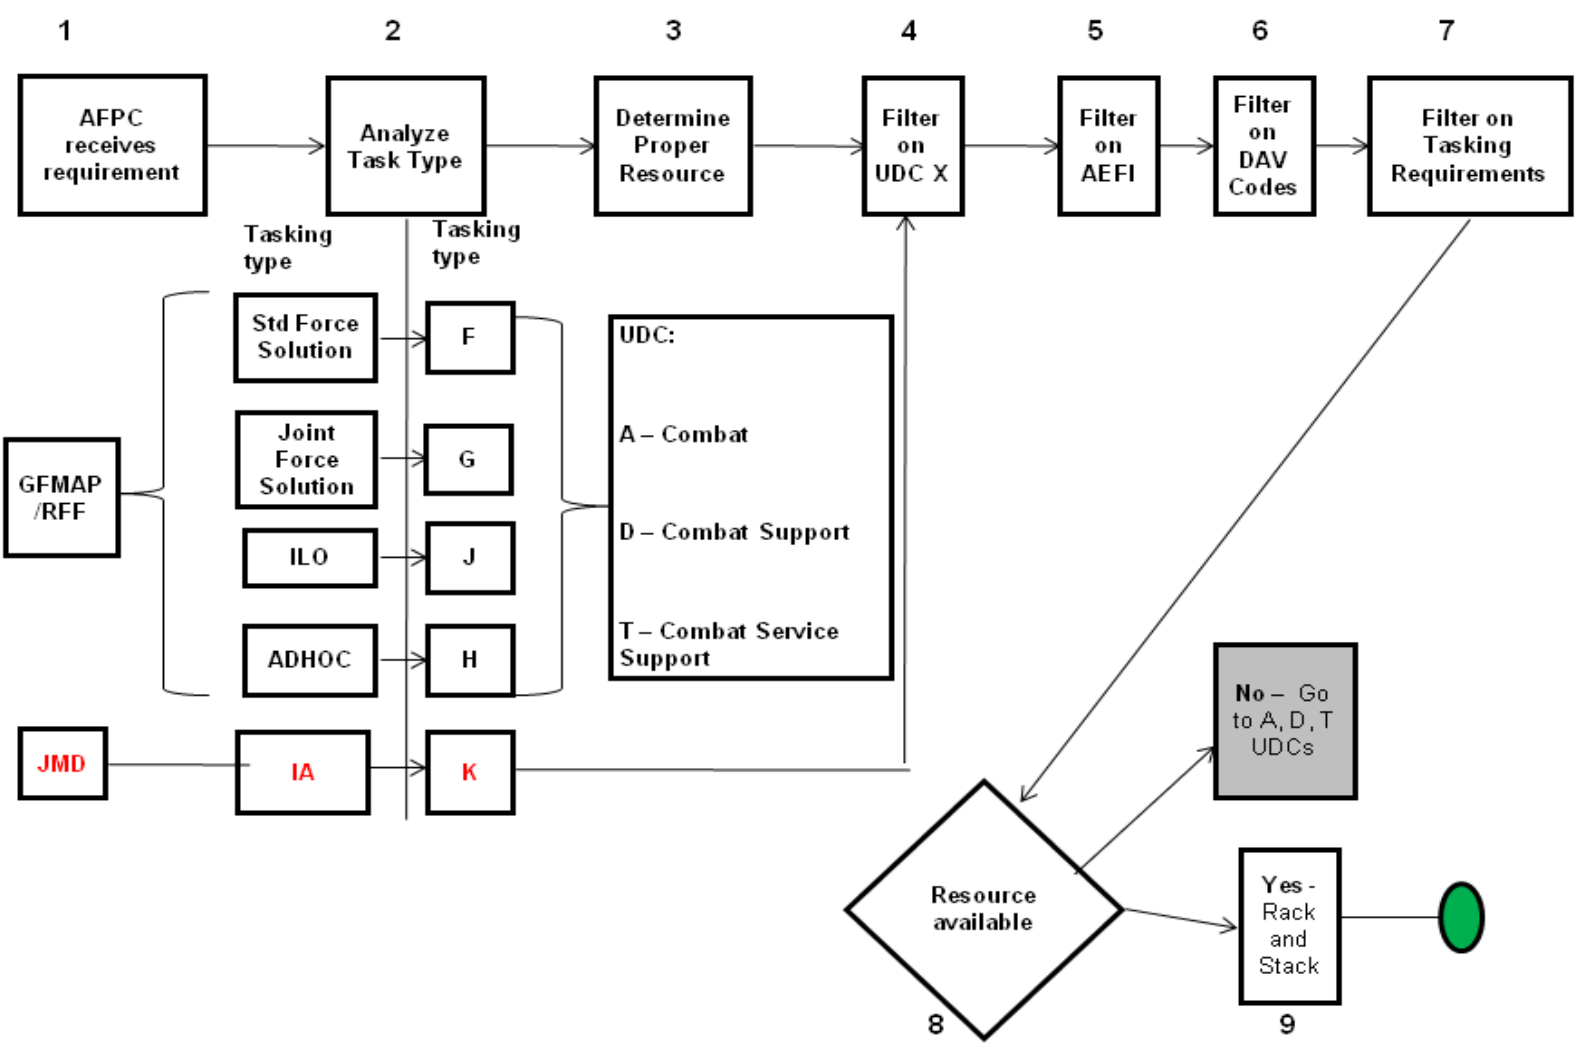 1
2
3
4
5
6
7
AFPC
receives
requirement
Analyze
Task Type
Determine
Proper
Resource
Filter
on
UDC X
Filter
on
AEFI
Filter
on
DAV
Codes
Filter on
Tasking
Requirements
Tasking
type
Tasking
type
GFMAP
/RFF
Std Force
Solution
F
Joint
Force
Solution
G
ILO
J
ADHOC
H
JMD
IA
K
UDC:
A – Combat
D – Combat Support
T – Combat Service
Support
Resource
available
8
No – Go
to A, D, T
UDCs
Yes -
Rack
and
Stack
9